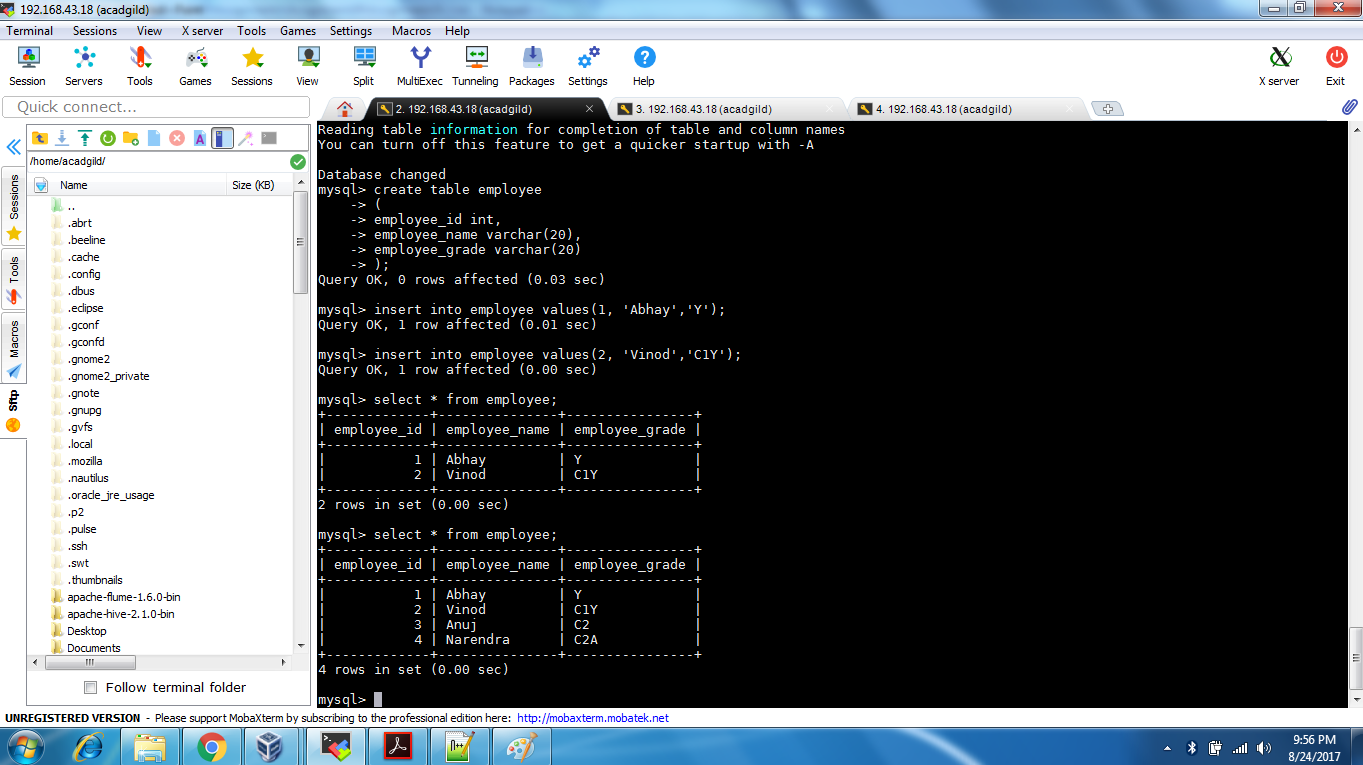 192.168.43.18 (acadgild)
Terminal Sessions View X server Tools Games Settings Macros Help
Session Servers Tools Games Sessions View Split MultiExec Tunneling Packages Settings Help X server Exit
Quick connect...
2. 192.168.43.18 (acadgild) 3. 192.168.43.18 (acadgild) 4. 192.168.43.18 (acadgild)
/home/acadgild/
Name Size (KB)
..
.abrt
.beeline
.cache
.config
.dbus
.eclipse
.gconf
.gconfd
.gnome2
.gnome2_private
.gnote
.gnupg
.gvfs
.local
.mozilla
.nautilus
.oracle_jre_usage
.p2
.pulse
.ssh
.swt
.thumbnails
apache-flume-1.6.0-bin
apache-hive-2.1.0-bin
Desktop
Documents
Follow terminal folder
Sessions
Tools
Macros
Sftp
Reading table information for completion of table and column names
You can turn off this feature to get a quicker startup with -A
Database changed
mysql> create table employee
-> (
-> employee_id int,
-> employee_name varchar(20),
-> employee_grade varchar(20)
-> );
Query OK, 0 rows affected (0.03 sec)
mysql> insert into employee values(1, 'Abhay','Y');
Query OK, 1 row affected (0.01 sec)
mysql> insert into employee values(2, 'Vinod','C1Y');
Query OK, 1 row affected (0.00 sec)
mysql> select * from employee;
+-------------+---------------+----------------+
| employee_id | employee_name | employee_grade |
+-------------+---------------+----------------+
| 1 | Abhay | Y |
| 2 | Vinod | C1Y |
+-------------+---------------+----------------+
2 rows in set (0.00 sec)
mysql> select * from employee;
+-------------+---------------+----------------+
| employee_id | employee_name | employee_grade |
+-------------+---------------+----------------+
| 1 | Abhay | Y |
| 2 | Vinod | C1Y |
| 3 | Anuj | C2 |
| 4 | Narendra | C2A |
+-------------+---------------+----------------+
4 rows in set (0.00 sec)
mysql>
UNREGISTERED VERSION - Please support MobaXterm by subscribing to the professional edition here: http://mobaxterm.mobatek.net
9:56 PM
8/24/2017